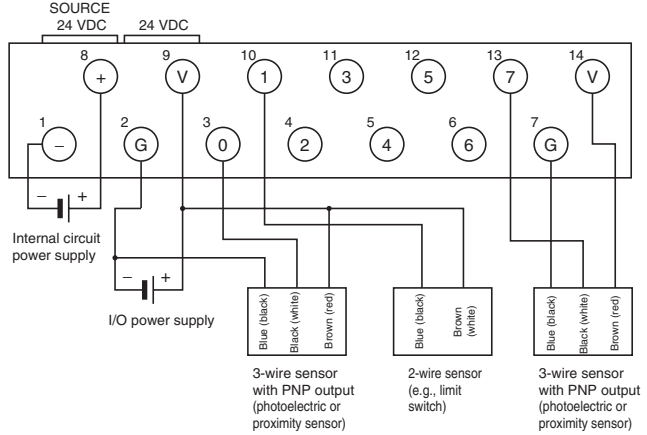 SOURCE
24 VDC 24 VDC
8 9 10 11 12 13 14
+ V 1 3 5 7 V
1 2 3 4 5 6 7
– G 0 2 4 6 G
– +
Internal circuit
power supply
– +
I/O power supply
Blue (black)
Black (white)
Brown (red)
Blue (black)
Brown
(white)
Blue (black)
Black (white)
Brown (red)
3-wire sensor
with PNP output
(photoelectric or
proximity sensor)
2-wire sensor
(e.g., limit
switch)
3-wire sensor
with PNP output
(photoelectric or
proximity sensor)